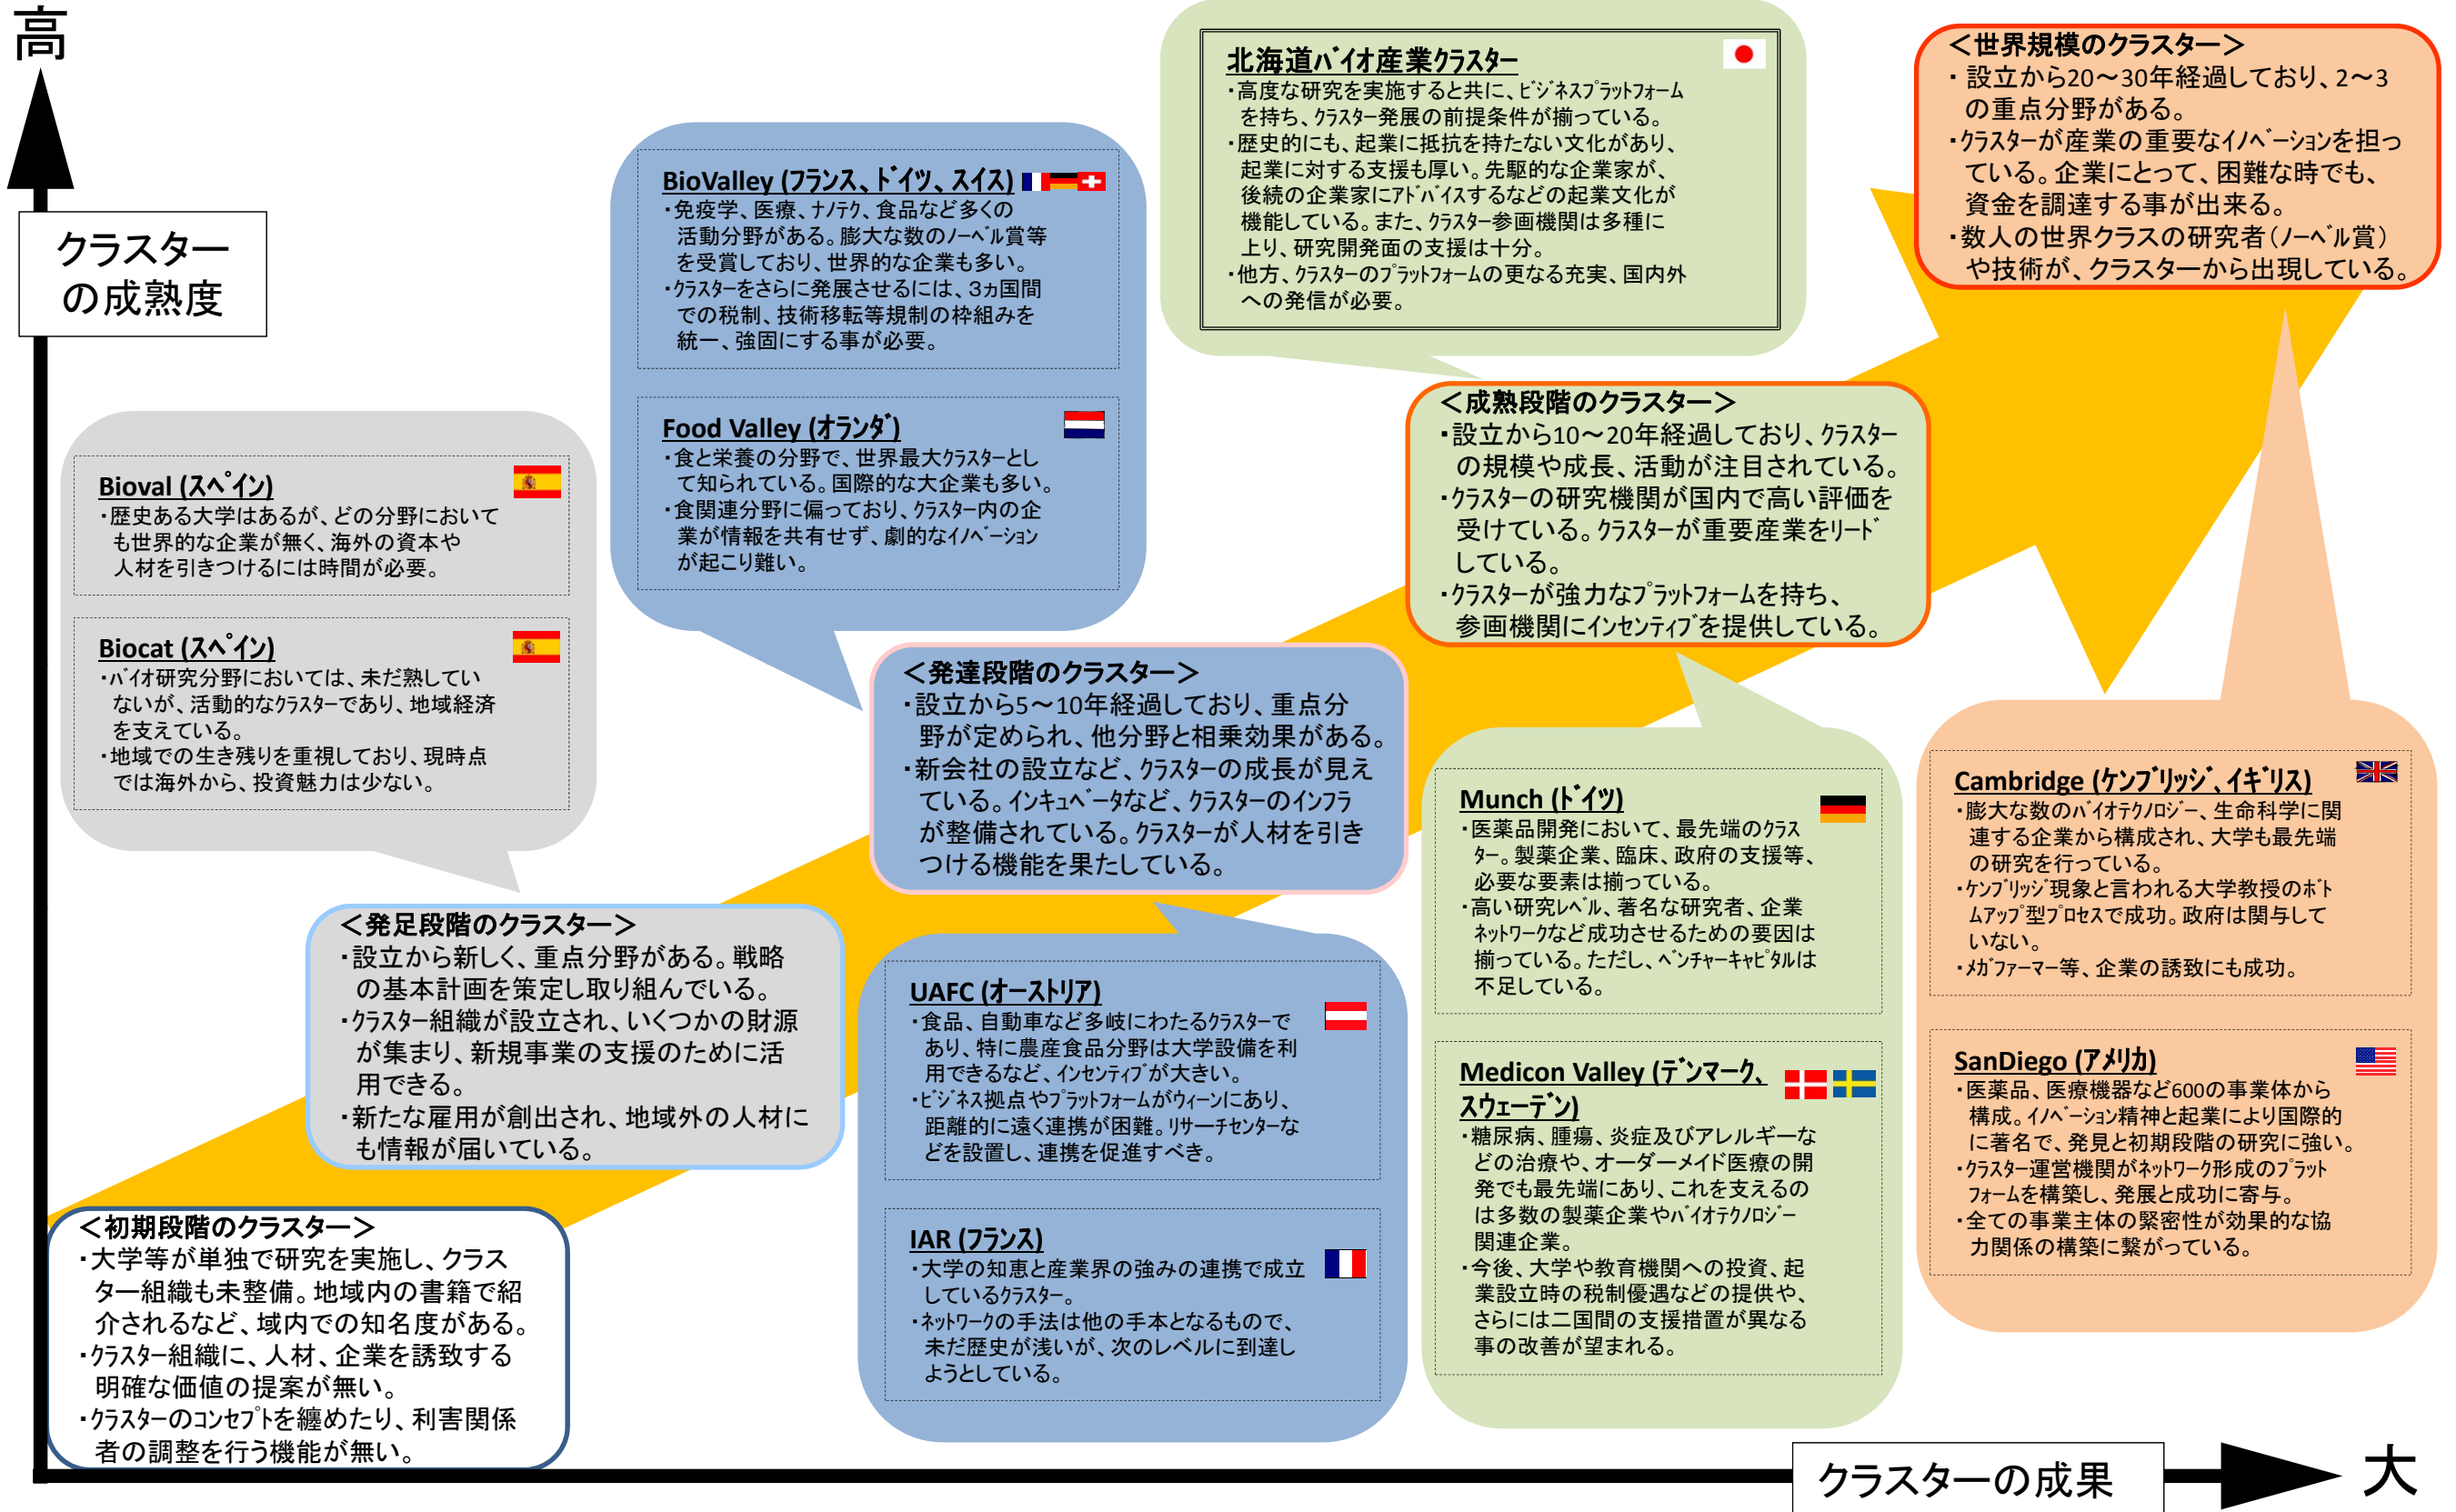 高
クラスター
の成熟度
北海道ﾊﾞｲｵ産業ｸﾗｽﾀｰ
・高度な研究を実施すると共に、ﾋﾞｼﾞﾈｽﾌﾟﾗｯﾄﾌｫｰﾑ
を持ち、ｸﾗｽﾀｰ発展の前提条件が揃っている。
・歴史的にも、起業に抵抗を持たない文化があり、
起業に対する支援も厚い。先駆的な企業家が、
後続の企業家にｱﾄﾞﾊﾞｲｽするなどの起業文化が
機能している。また、ｸﾗｽﾀｰ参画機関は多種に
上り、研究開発面の支援は十分。
・他方、ｸﾗｽﾀｰのﾌﾟﾗｯﾄﾌｫｰﾑの更なる充実、国内外
への発信が必要。
＜世界規模のクラスター＞
・ 設立から20～30年経過しており、2～3
の重点分野がある。
・ｸﾗｽﾀｰが産業の重要なｲﾉﾍﾞｰｼｮﾝを担っ
ている。企業にとって、困難な時でも、
資金を調達する事が出来る。
・数人の世界クラスの研究者（ﾉｰﾍﾞﾙ賞）
や技術が、クラスターから出現している。
BioValley (ﾌﾗﾝｽ、ﾄﾞｲﾂ、ｽｲｽ)
・免疫学、医療、ﾅﾉﾃｸ、食品など多くの
活動分野がある。膨大な数のﾉｰﾍﾞﾙ賞等
を受賞しており、世界的な企業も多い。
・ｸﾗｽﾀｰをさらに発展させるには、３ヵ国間
での税制、技術移転等規制の枠組みを
統一、強固にする事が必要。
Food Valley (ｵﾗﾝﾀﾞ)
・食と栄養の分野で、世界最大ｸﾗｽﾀｰとし
て知られている。国際的な大企業も多い。
・食関連分野に偏っており、ｸﾗｽﾀｰ内の企
業が情報を共有せず、劇的なｲﾉﾍﾞｰｼｮﾝ
が起こり難い。
＜成熟段階のクラスター＞
・設立から10～20年経過しており、ｸﾗｽﾀｰ
の規模や成長、活動が注目されている。
・ｸﾗｽﾀｰの研究機関が国内で高い評価を
受けている。ｸﾗｽﾀｰが重要産業をﾘｰﾄﾞ
している。
・ｸﾗｽﾀｰが強力なﾌﾟﾗｯﾄﾌｫｰﾑを持ち、
参画機関にｲﾝｾﾝﾃｨﾌﾞを提供している。
Bioval (ｽﾍﾟｲﾝ)
・歴史ある大学はあるが、どの分野において
も世界的な企業が無く、海外の資本や
人材を引きつけるには時間が必要。
Biocat (ｽﾍﾟｲﾝ)
・ﾊﾞｲｵ研究分野においては、未だ熟してい
ないが、活動的なｸﾗｽﾀｰであり、地域経済
を支えている。
・地域での生き残りを重視しており、現時点
では海外から、投資魅力は少ない。
＜発達段階のクラスター＞
・設立から5～10年経過しており、重点分
野が定められ、他分野と相乗効果がある。
・新会社の設立など、ｸﾗｽﾀｰの成長が見え
ている。ｲﾝｷｭﾍﾞｰﾀなど、ｸﾗｽﾀｰのｲﾝﾌﾗ
が整備されている。ｸﾗｽﾀｰが人材を引き
つける機能を果たしている。
＜発足段階のクラスター＞
・設立から新しく、重点分野がある。戦略
の基本計画を策定し取り組んでいる。
・ｸﾗｽﾀｰ組織が設立され、いくつかの財源
が集まり、新規事業の支援のために活
用できる。
・新たな雇用が創出され、地域外の人材に
も情報が届いている。
＜初期段階のクラスター＞
・大学等が単独で研究を実施し、クラス
ター組織も未整備。地域内の書籍で紹
介されるなど、域内での知名度がある。
・ｸﾗｽﾀｰ組織に、人材、企業を誘致する
明確な価値の提案が無い。
・ｸﾗｽﾀｰのｺﾝｾﾌﾟﾄを纏めたり、利害関係
者の調整を行う機能が無い。
UAFC (ｵｰｽﾄﾘｱ)
・食品、自動車など多岐にわたるｸﾗｽﾀｰで
あり、特に農産食品分野は大学設備を利
用できるなど、ｲﾝｾﾝﾃｨﾌﾞが大きい。
・ﾋﾞｼﾞﾈｽ拠点やﾌﾟﾗｯﾄﾌｫｰﾑがｳｨｰﾝにあり、
距離的に遠く連携が困難。ﾘｻｰﾁｾﾝﾀｰな
どを設置し、連携を促進すべき。
IAR (ﾌﾗﾝｽ)
・大学の知恵と産業界の強みの連携で成立
しているｸﾗｽﾀｰ。
・ﾈｯﾄﾜｰｸの手法は他の手本となるもので、
未だ歴史が浅いが、次のレベルに到達し
ようとしている。
Munch (ﾄﾞｲﾂ)
・医薬品開発において、最先端のｸﾗｽ
ﾀｰ。製薬企業、臨床、政府の支援等、
必要な要素は揃っている。
・高い研究ﾚﾍﾞﾙ、著名な研究者、企業
ﾈｯﾄﾜｰｸなど成功させるための要因は
揃っている。ただし、ﾍﾞﾝﾁｬｰｷｬﾋﾟﾀﾙは
不足している。
Medicon Valley (ﾃﾞﾝﾏｰｸ、
ｽｳｪｰﾃﾞﾝ)
・糖尿病、腫瘍、炎症及びアレルギーな
どの治療や、オーダーメイド医療の開
発でも最先端にあり、これを支えるの
は多数の製薬企業やﾊﾞｲｵﾃｸﾉﾛｼﾞｰ
関連企業。
・今後、大学や教育機関への投資、起
業設立時の税制優遇などの提供や、
さらには二国間の支援措置が異なる
事の改善が望まれる。
Cambridge (ｹﾝﾌﾞﾘｯｼﾞ、ｲｷﾞﾘｽ)
・膨大な数のﾊﾞｲｵﾃｸﾉﾛｼﾞｰ、生命科学に関
連する企業から構成され、大学も最先端
の研究を行っている。
・ｹﾝﾌﾞﾘｯｼﾞ現象と言われる大学教授のﾎﾞﾄ
ﾑｱｯﾌﾟ型ﾌﾟﾛｾｽで成功。政府は関与して
いない。
・ﾒｶﾞﾌｧｰﾏｰ等、企業の誘致にも成功。
SanDiego (ｱﾒﾘｶ)
・医薬品、医療機器など600の事業体から
構成。ｲﾉﾍﾞｰｼｮﾝ精神と起業により国際的
に著名で、発見と初期段階の研究に強い。
・ｸﾗｽﾀｰ運営機関がﾈｯﾄﾜｰｸ形成のﾌﾟﾗｯﾄ
ﾌｫｰﾑを構築し、発展と成功に寄与。
・全ての事業主体の緊密性が効果的な協
力関係の構築に繋がっている。
クラスターの成果
大